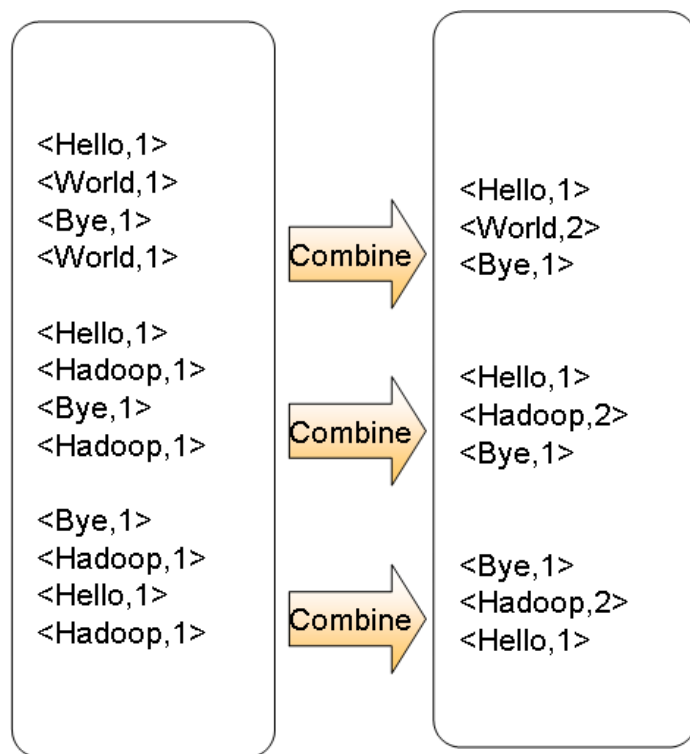 <Hello,1>
<World,1>
<Bye,1>
<World,1>
<Hello,1>
<Hadoop,1>
<Bye,1>
<Hadoop,1>
<Bye,1>
<Hadoop,1>
<Hello,1>
<Hadoop,1>
Combine
Combine
Combine
<Hello,1>
<World,2>
<Bye,1>
<Hello,1>
<Hadoop,2>
<Bye,1>
<Bye,1>
<Hadoop,2>
<Hello,1>